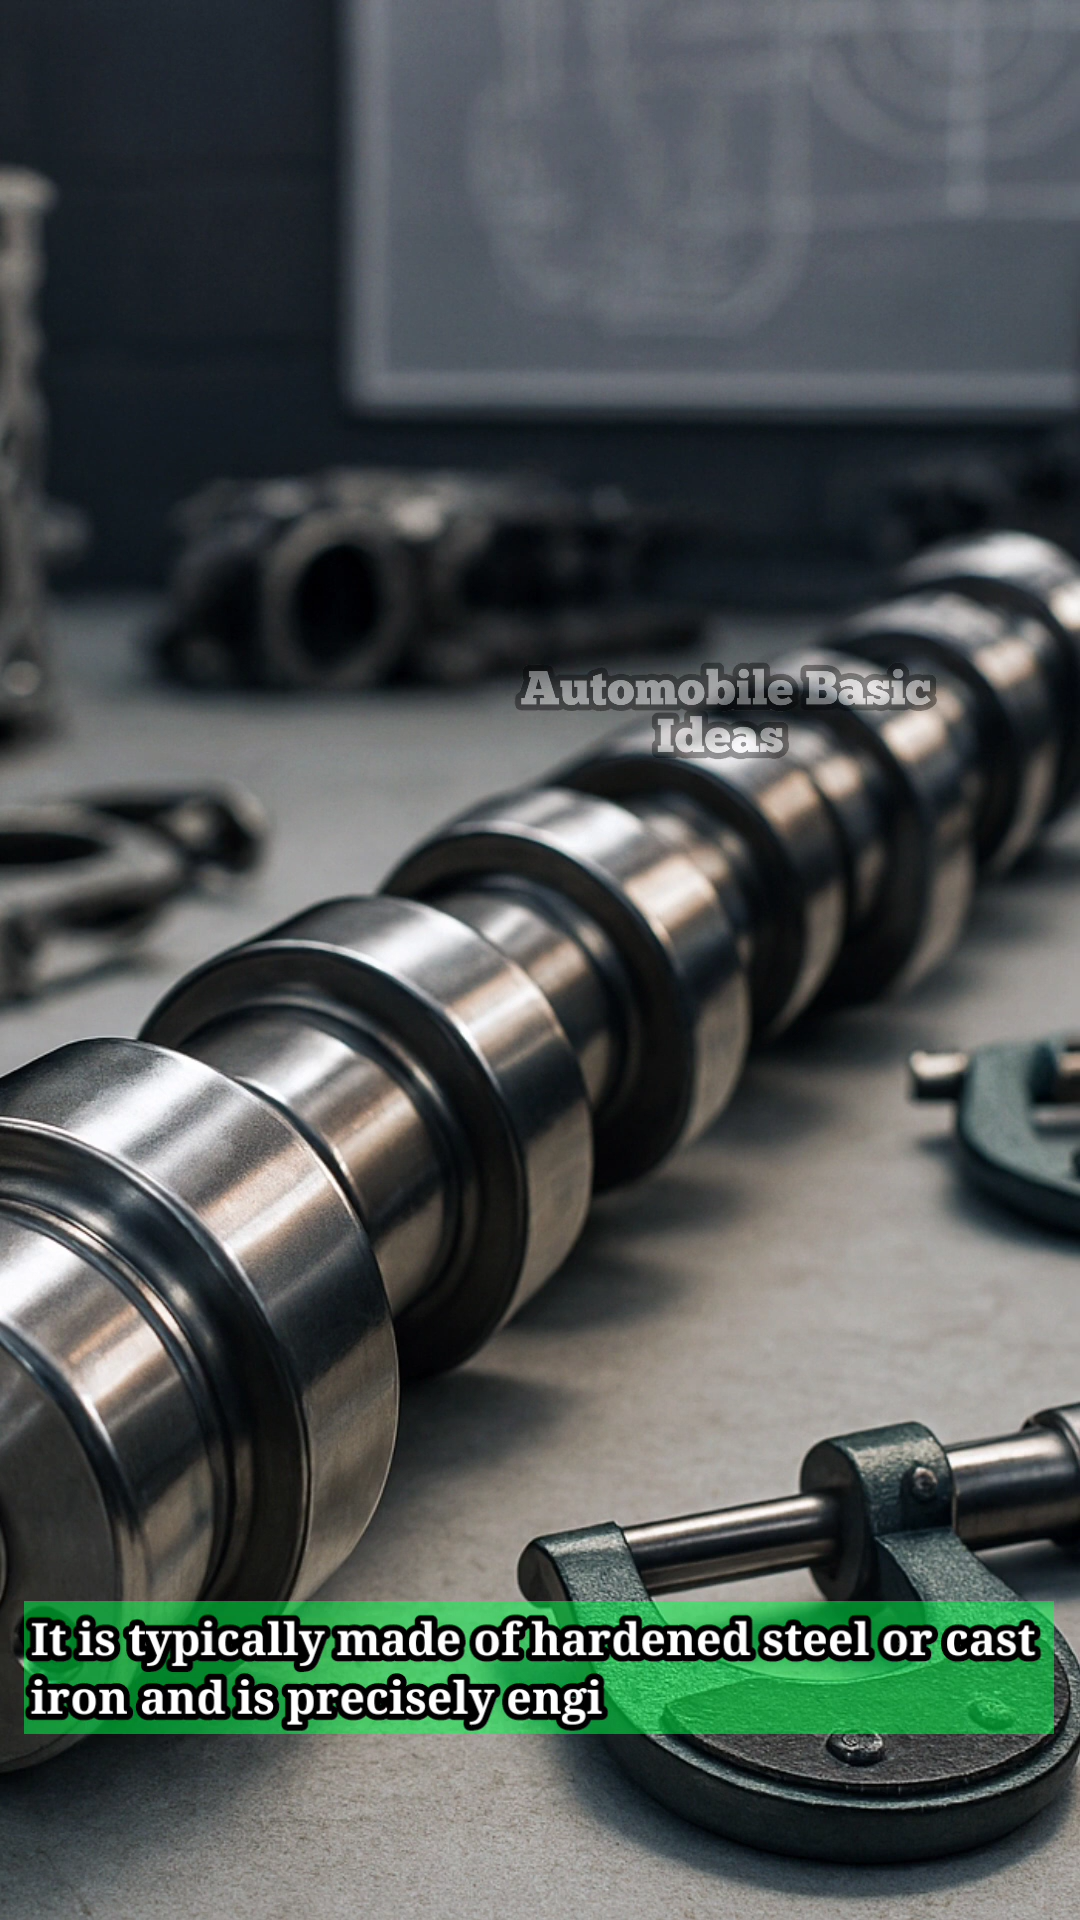 Automobile Basic
Ideas
It is typically made of hardened steel or cast
iron and is precisely engi